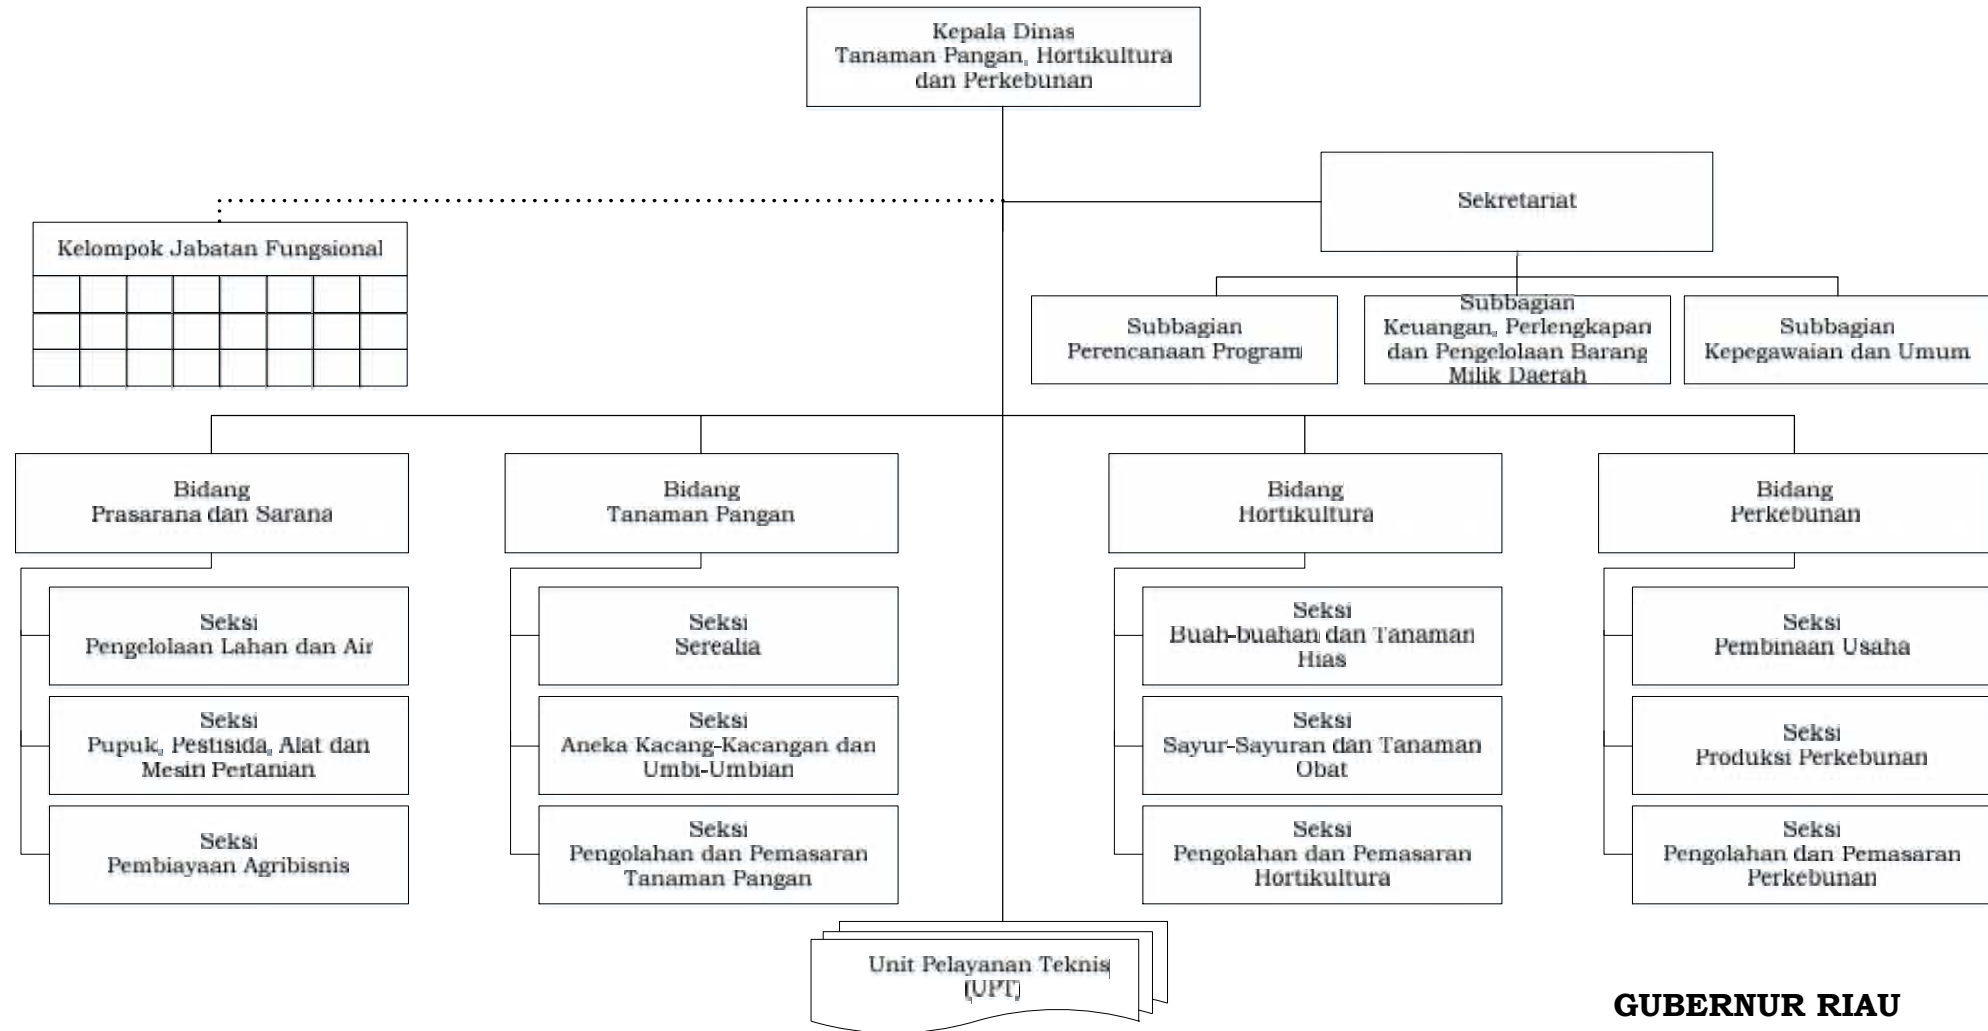 Kepala Dinas
Tanaman Pangan, Hortikultura
dan Perkebunan
Sekretariat
Kelompok Jabatan Fungsional
Subbagian
Perencanaan Program
Subbagian
Keuangan, Perlengkapan
dan Pengelolaan Barang
Milik Daerah
Subbagian
Kepegawaian dan Umum
Bidang
Prasarana dan Sarana
Bidang
Tanaman Pangan
Bidang
Hortikultura
Bidang
Perkebunan
Seksi
Pengelolaan Lahan dan Air
Seksi
Serealia
Seksi
Buah-buahan dan Tanaman
Hias
Seksi
Pembinaan Usaha
Seksi
Pupuk, Pestisida, Alat dan
Mesin Pertanian
Seksi
Aneka Kacang-Kacangan dan
Umbi-Umbian
Seksi
Sayur-Sayuran dan Tanaman
Obat
Seksi
Produksi Perkebunan
Seksi
Pembiayaan Agribisnis
Seksi
Pengolahan dan Pemasaran
Tanaman Pangan
Seksi
Pengolahan dan Pemasaran
Hortikultura
Seksi
Pengolahan dan Pemasaran
Perkebunan
Unit Pelayanan Teknis
(UPT)
GUBERNUR RIAU